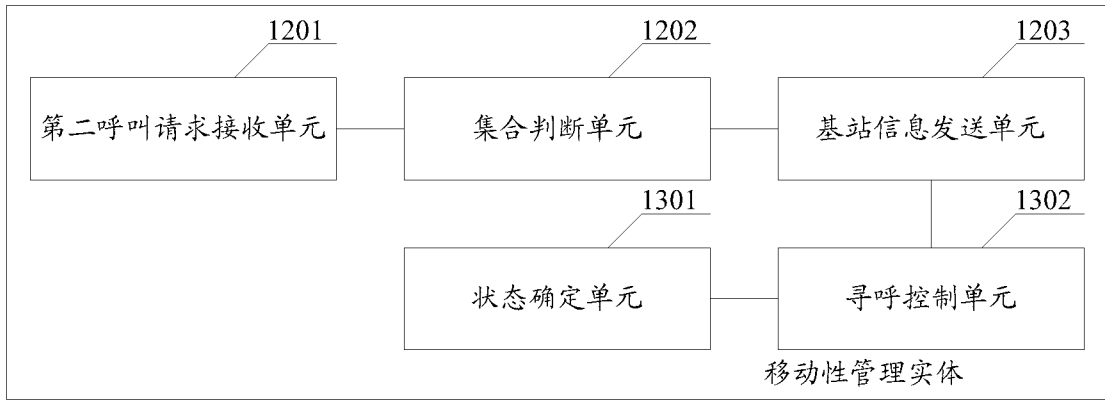 1201
1202
1203
第二呼叫请求接收单元
集合判断单元
基站信息发送单元
1301
1302
状态确定单元
寻呼控制单元
移动性管理实体